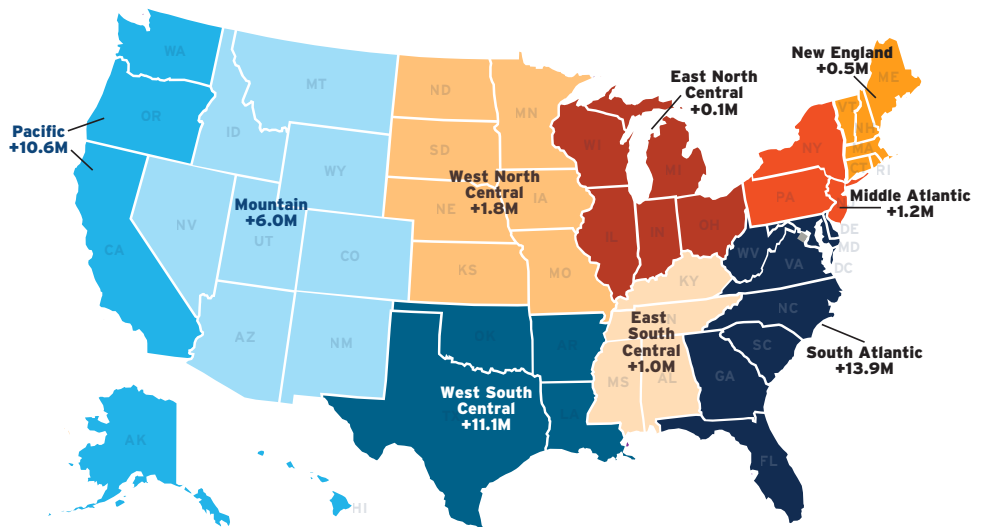 New England
+0.5M
ME
WA
East North
Central
+0.1M
MT
ND
OR
MN
VT
NH
Pacific
+10.6M
ID
NY
MA
WI
SD
CT
RI
WY
MI
West North
Central
+1.8M
PA
Middle Atlantic
+1.2M
IA
NE
Mountain
+6.0M
NV
DE
OH
IN
IL
UT
MD
CA
CO
WV
VA
DC
KS
MO
KY
NC
East
South
Central
+1.0M
OK
AZ
NM
AR
SC
South Atlantic
+13.9M
GA
MS
AL
West South
Central
+11.1M
LA
AK
FL
HI